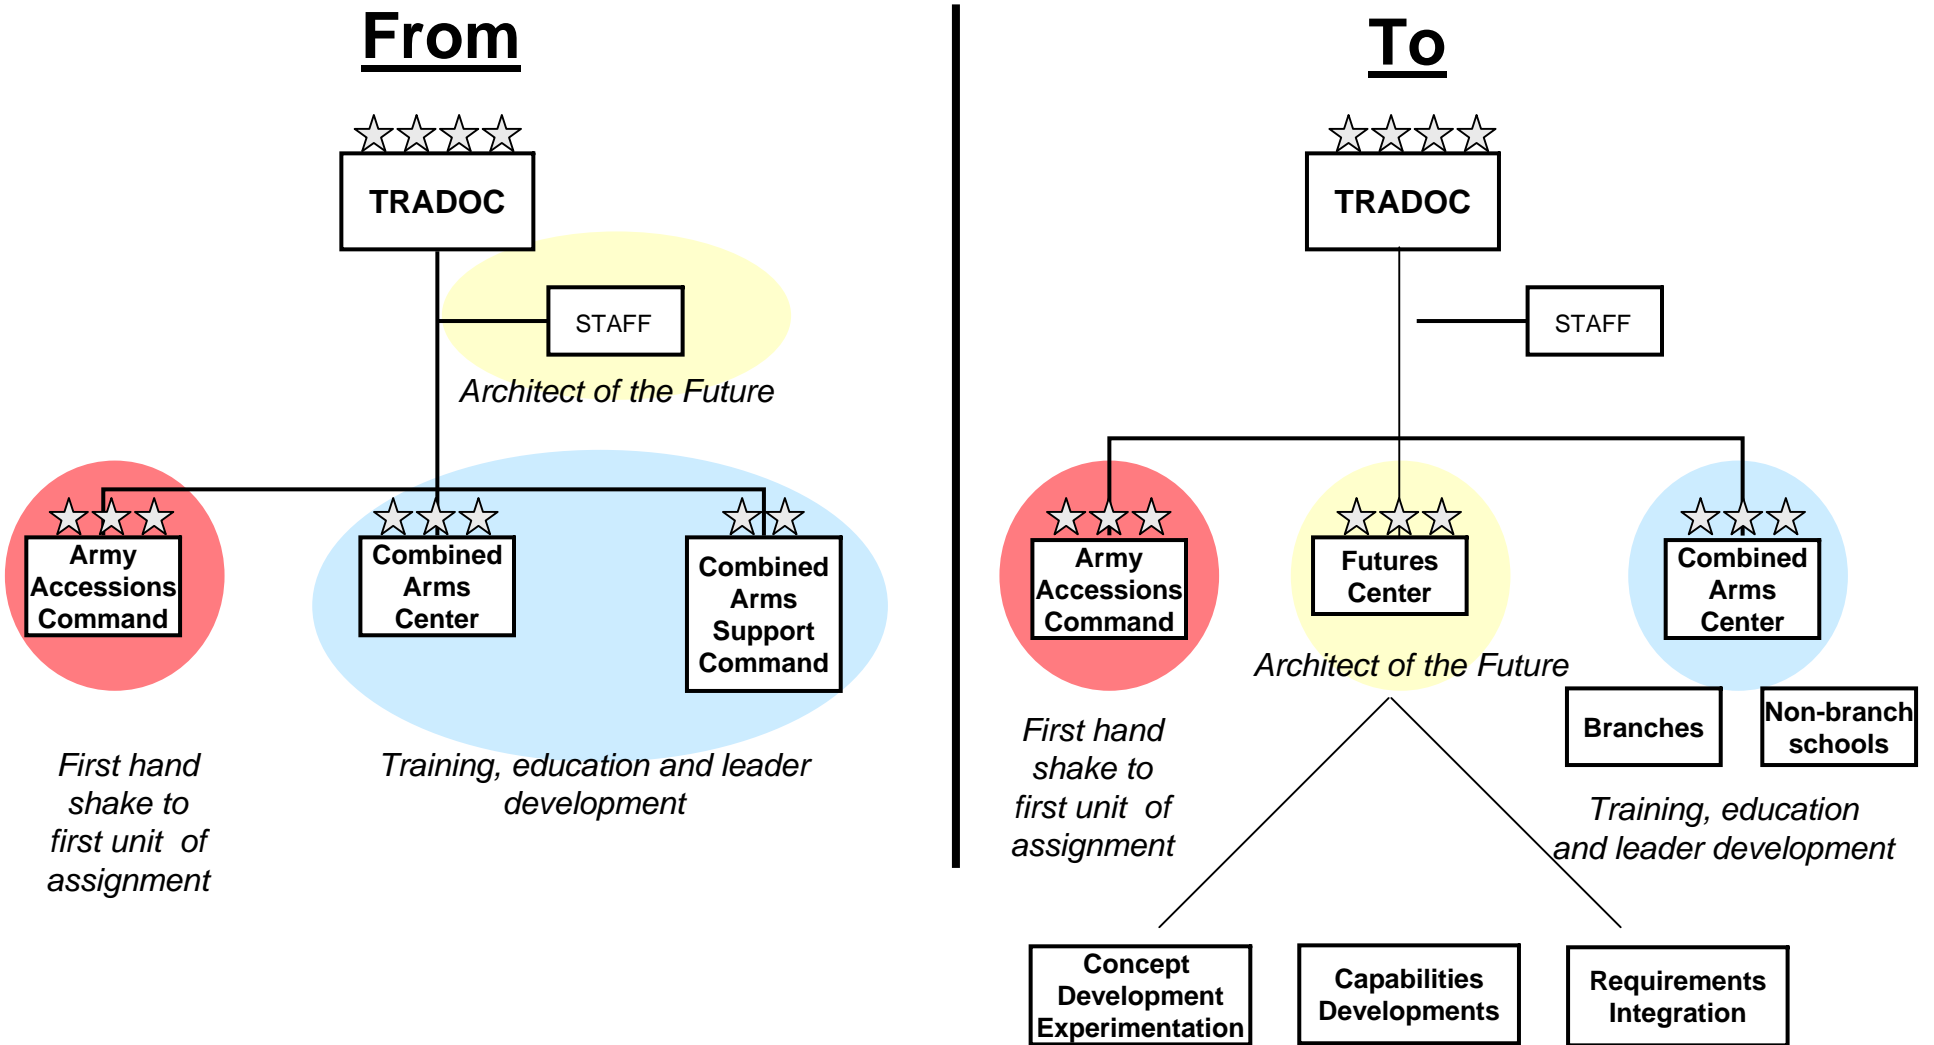 From
TRADOC
STAFF
Architect of the Future
Army
Accessions
Command
Combined
Arms
Center
Combined
Arms
Support
Command
First hand
shake to
first unit of
assignment
Training, education and leader
development
To
TRADOC
STAFF
Army
Accessions
Command
Futures
Center
Combined
Arms
Center
Architect of the Future
Branches
Non-branch
schools
First hand
shake to
first unit of
assignment
Training, education
and leader development
Concept
Development
Experimentation
Capabilities
Developments
Requirements
Integration